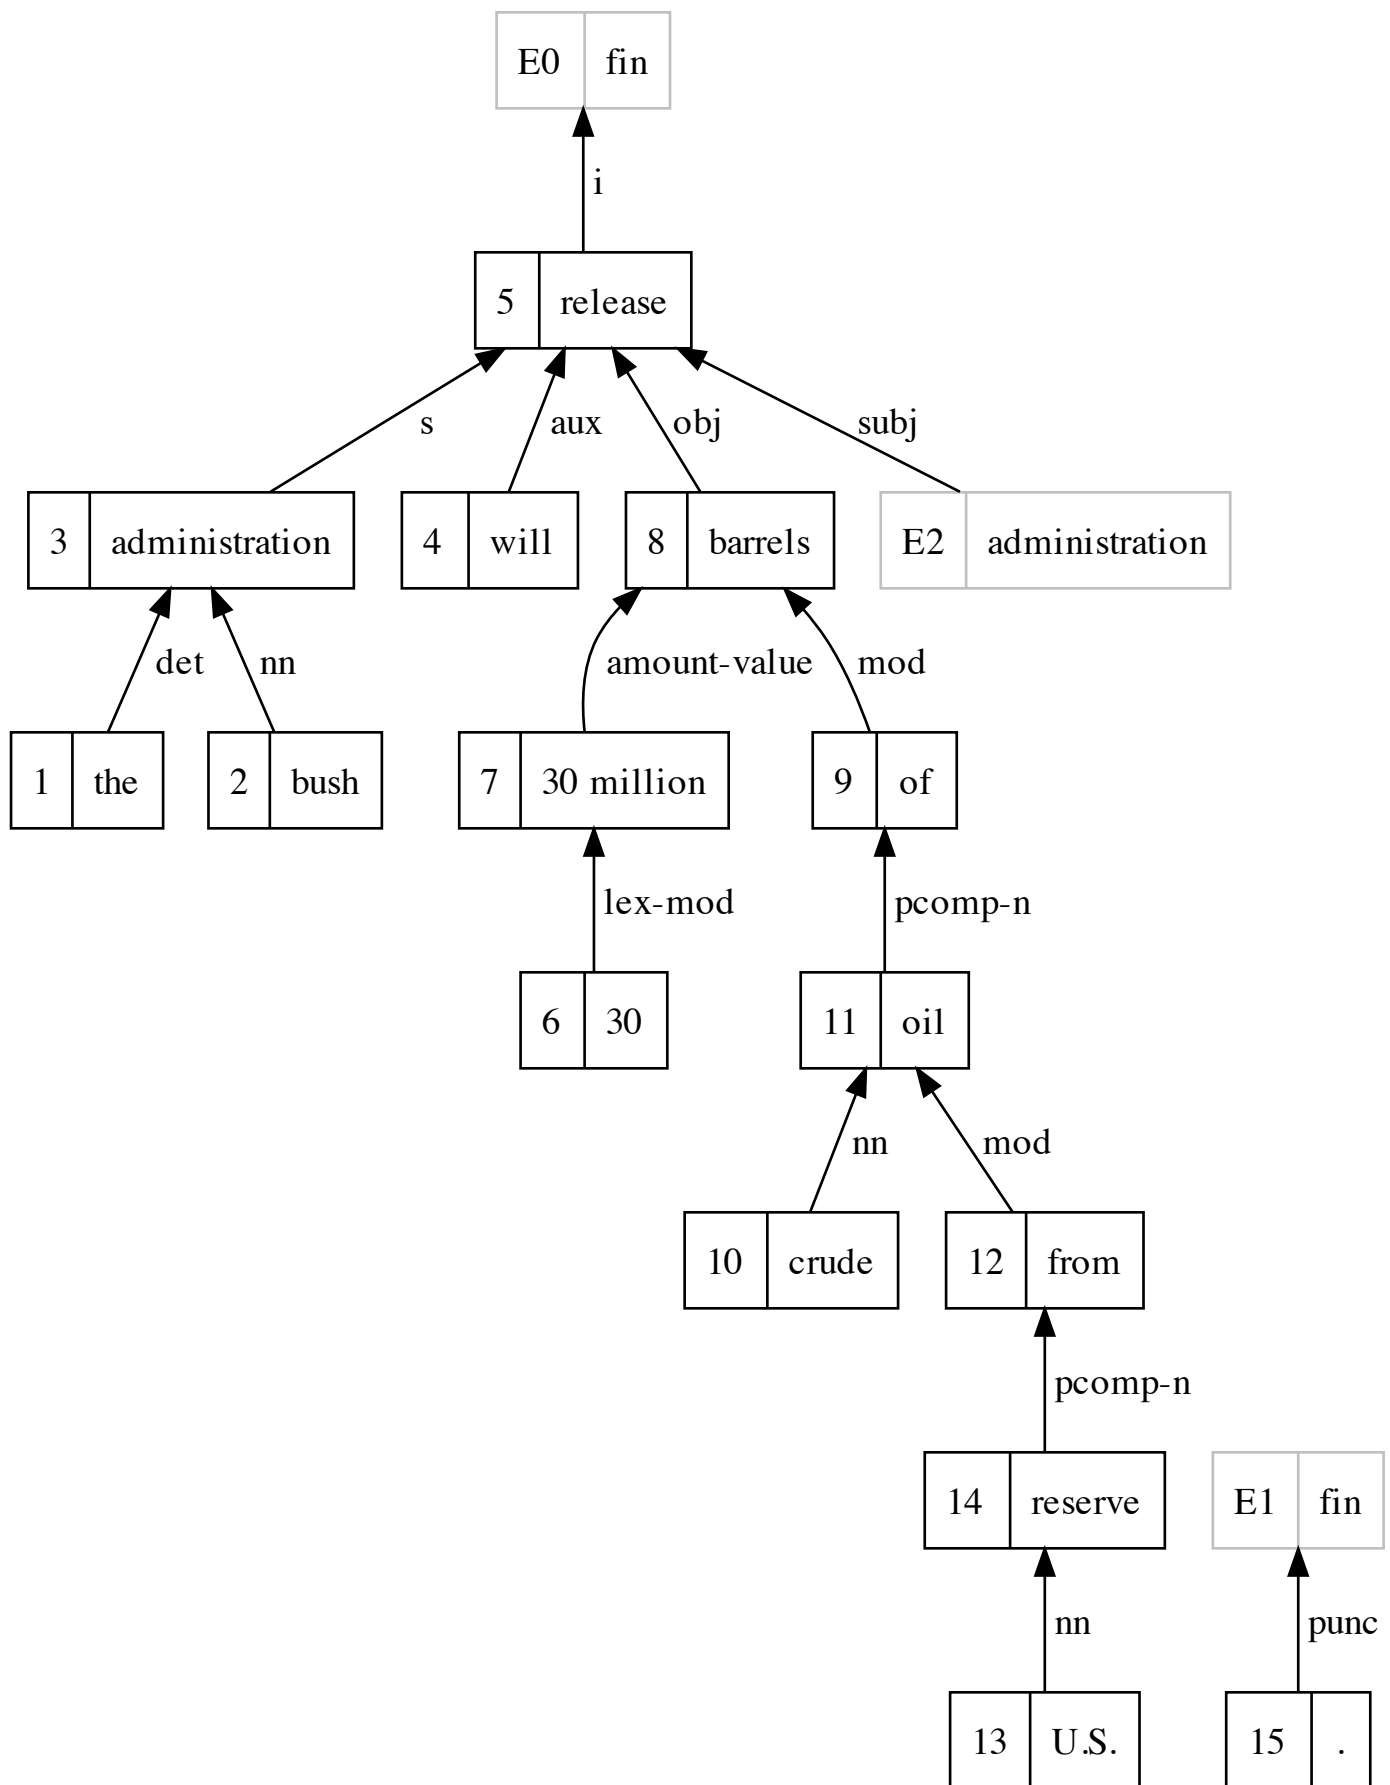 E0 fin
i
5 release
s aux obj subj
3 administration 4 will 8 barrels E2 administration
det nn amount-value mod
1 the 2 bush 7 30 million 9 of
lex-mod pcomp-n
6 30 11 oil
nn mod
10 crude 12 from
pcomp-n
14 reserve E1 fin
nn punc
13 U.S. 15 .